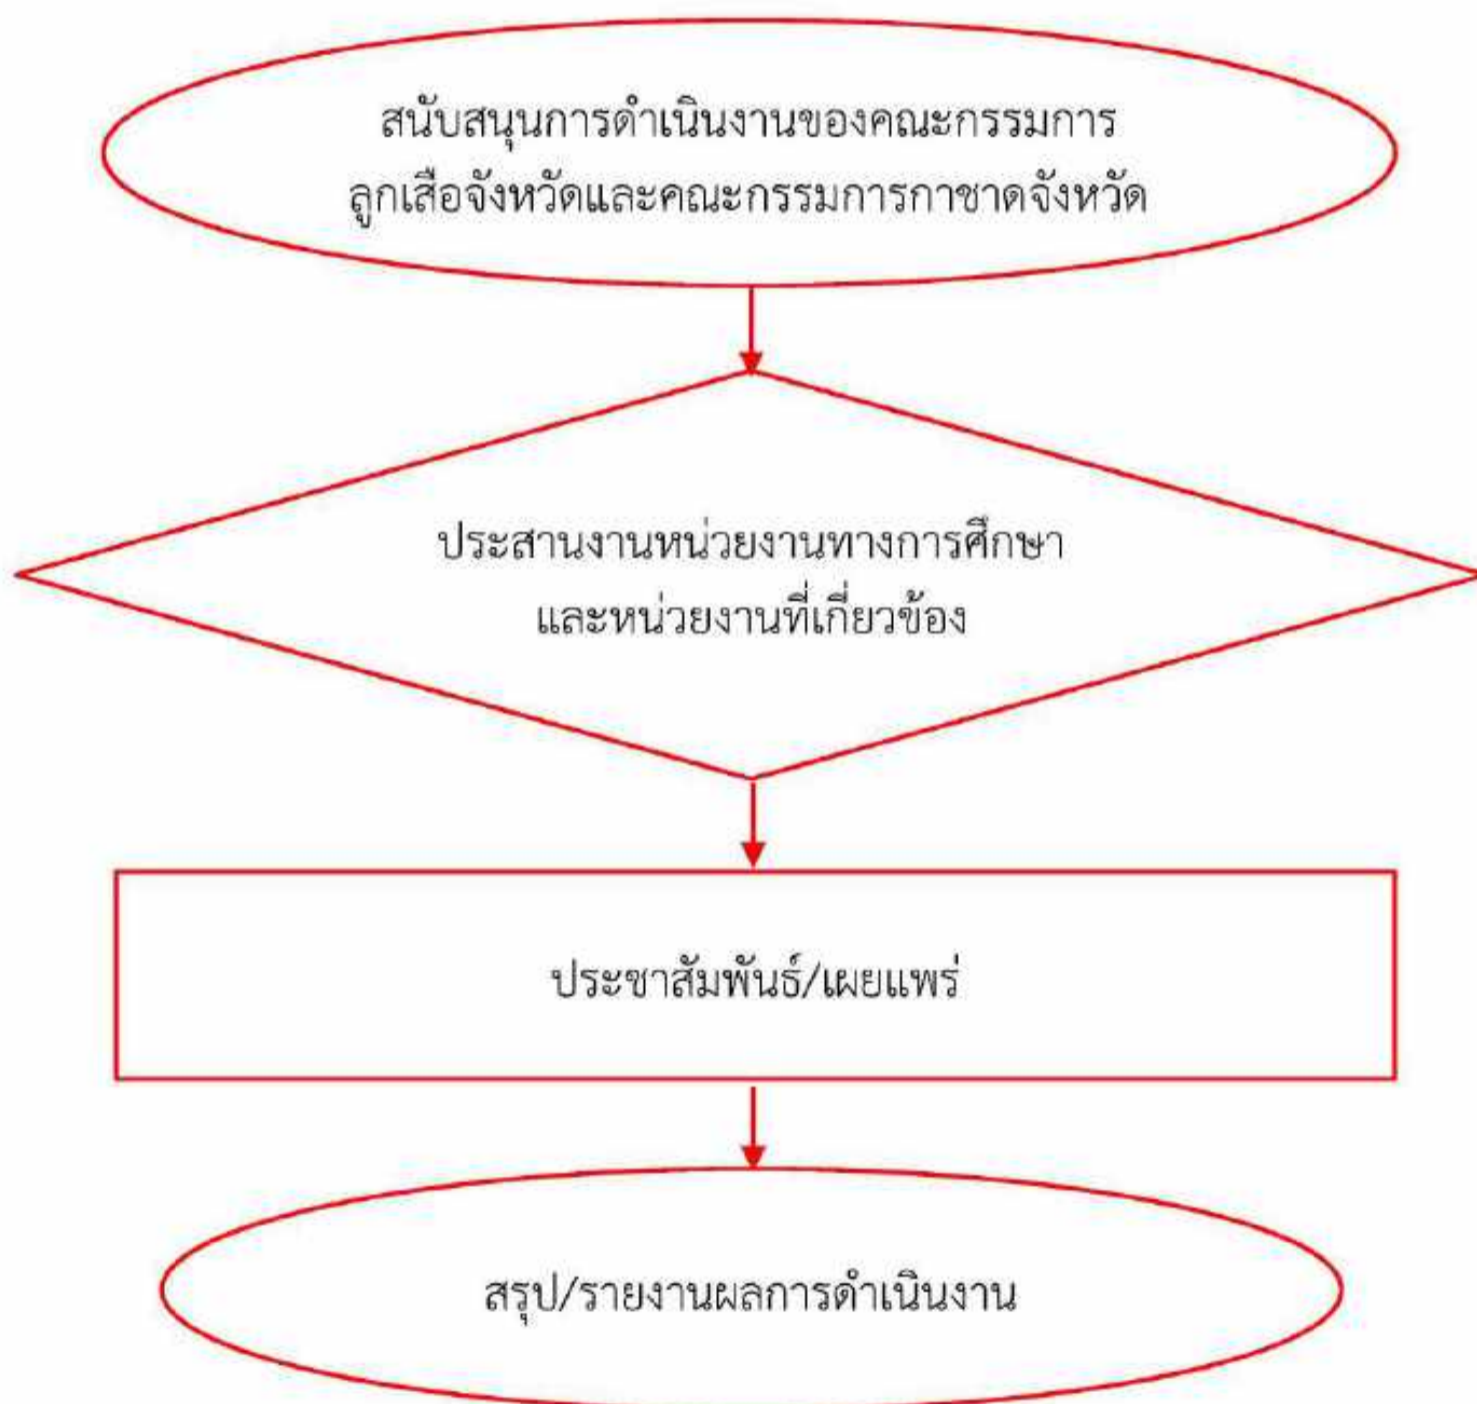 สนับสนุนการดำเนินงานของคณะกรรมการ
ลูกเสือจังหวัดและคณะกรรมการกาชาดจังหวัด
ประสานงานหน่วยงานทางการศึกษา
และหน่วยงานที่เกี่ยวข้อง
ประชาสัมพันธ์/เผยแพร่
สรุป/รายงานผลการดำเนินงาน